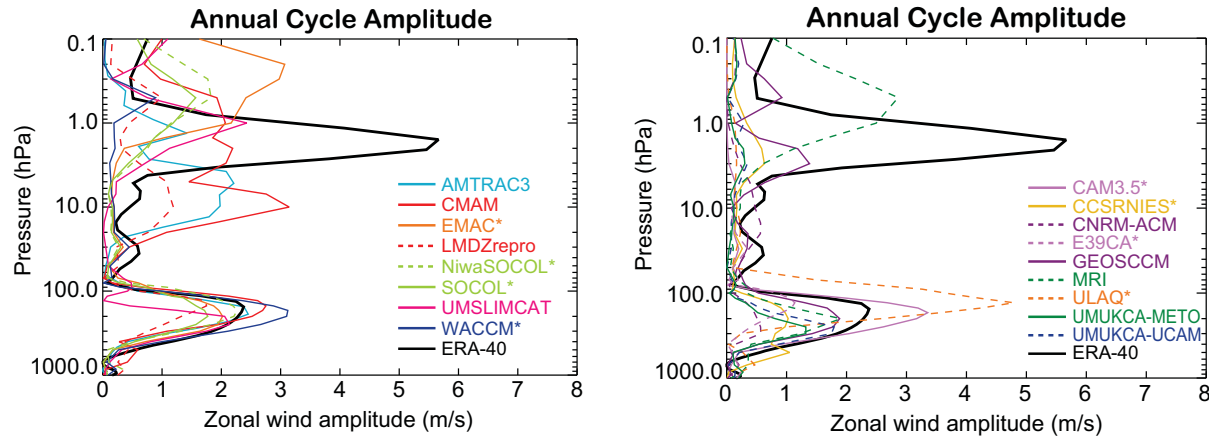 Annual Cycle Amplitude
0.1
1.0
10.0
100.0
1000.0
Pressure (hPa)
AMTRAC3
CMAM
EMAC*
LMDZrepro
NiwaSOCOL*
SOCOL*
UMSLIMCAT
WACCM*
ERA-40
0 1 2 3 4 5 6 7 8
Zonal wind amplitude (m/s)
Annual Cycle Amplitude
0.1
1.0
10.0
100.0
1000.0
Pressure (hPa)
CAM3.5*
CCSRNIES*
CNRM-ACM
E39CA*
GEOSCCM
MRI
ULAQ*
UMUKCA-METO
UMUKCA-UCAM
ERA-40
0 1 2 3 4 5 6 7 8
Zonal wind amplitude (m/s)